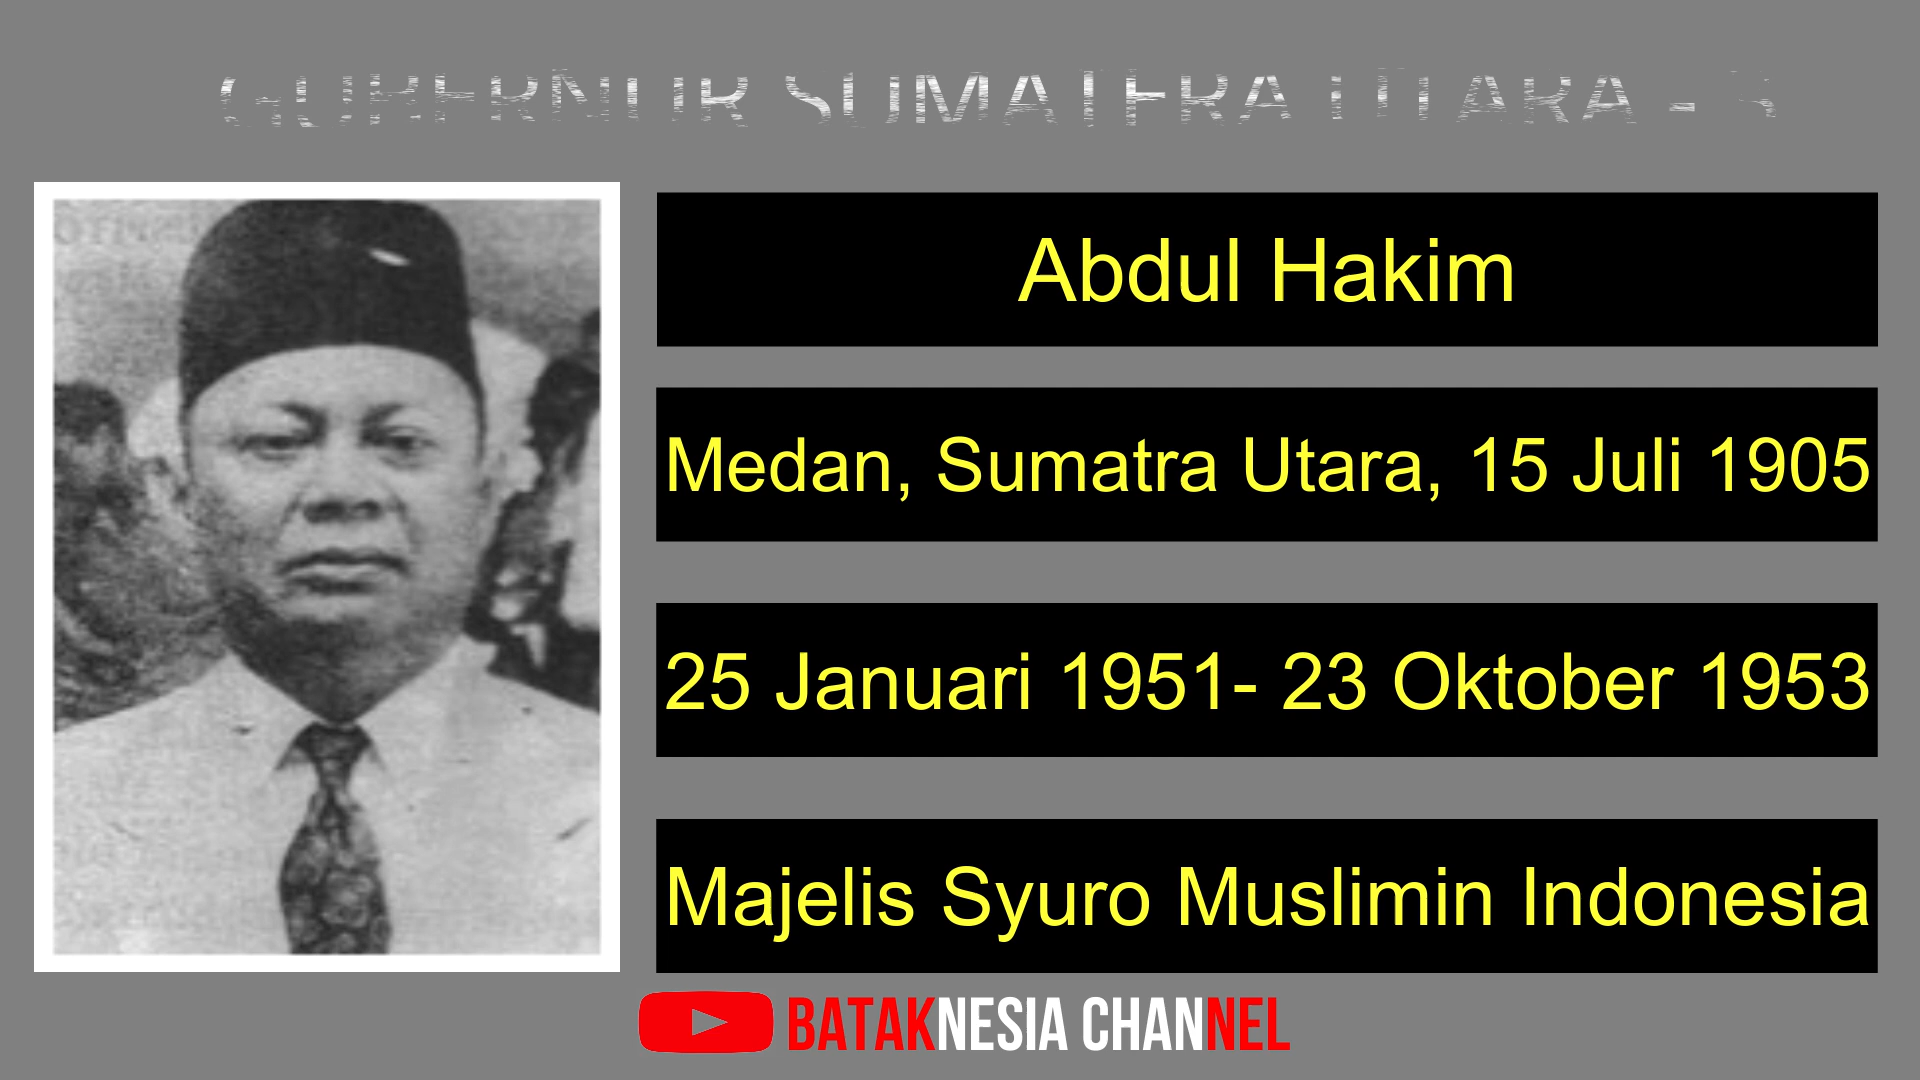 GUBERNUR SUMATERA UTARA -
Abdul Hakim
Medan, Sumatra Utara, 15 Juli 1905
25 Januari 1951- 23 Oktober 1953
Majelis Syuro Muslimin Indonesia
BATAKNESIA CHANNEL